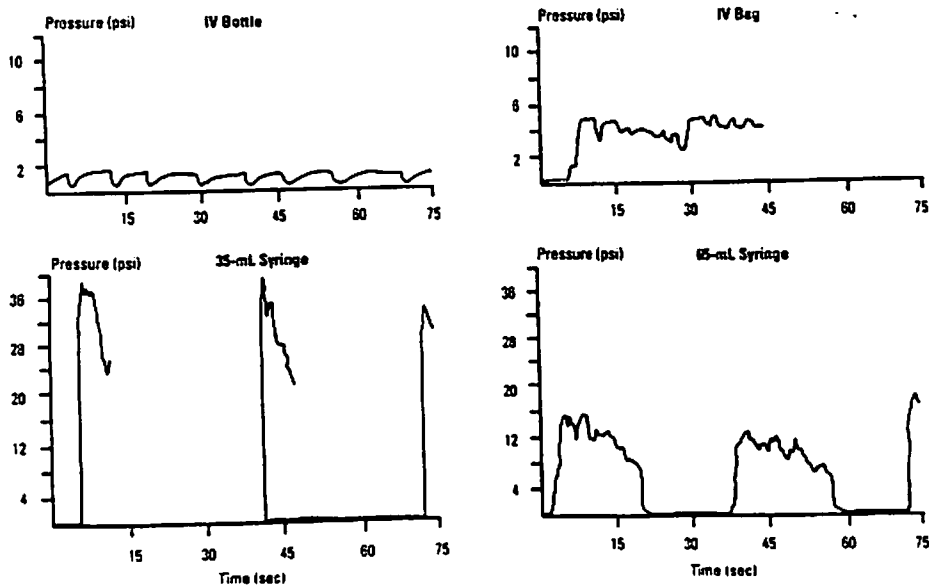 Pressure (psi) IV Bottle
10
6
2
15 30 45 60 75
Pressure (psi) IV Bag
10
6
2
15 30 45 60 75
Pressure (psi) 35-mL Syringe
36
28
20
12
4
15 30 45 60 75
Time (sec)
Pressure (psi) 65-mL Syringe
36
28
20
12
4
15 30 45 60 75
Time (sec)